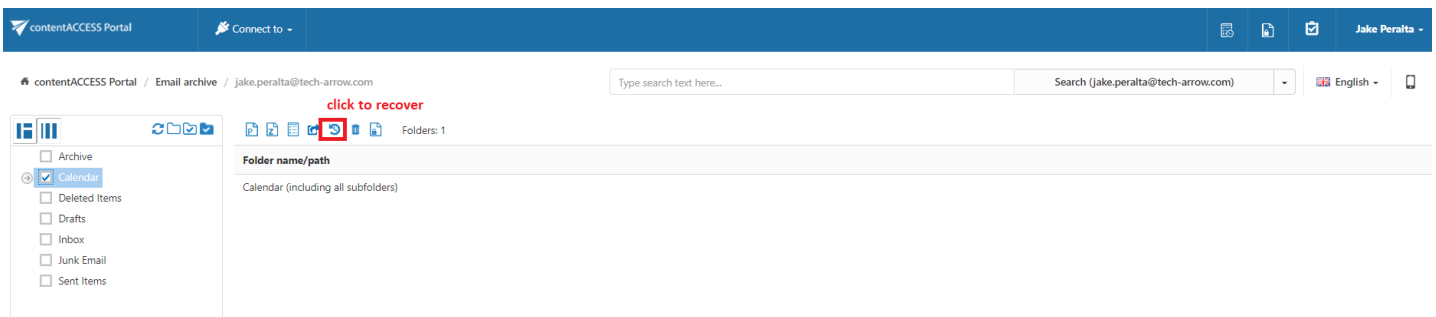 contentACCESS Portal
Connect to
Jake Peralta
contentACCESS Portal / Email archive / jake.peralta@tech-arrow.com
Type search text here...
Search (jake.peralta@tech-arrow.com)
English
click to recover
Folders: 1
Archive
Folder name/path
Calendar
Calendar (including all subfolders)
Deleted Items
Drafts
Inbox
Junk Email
Sent Items